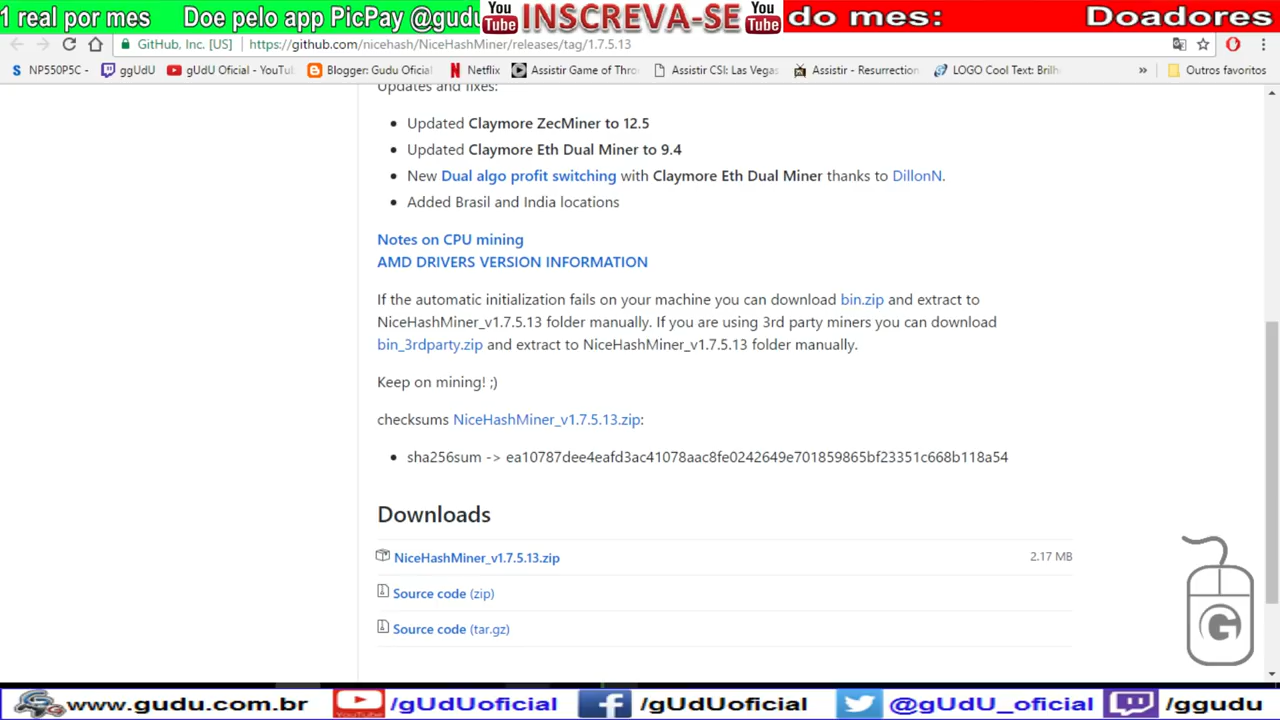 1 real por mes Doe pelo app PicPay @gudu You Tube INSCREVA-SE You Tube do mes: Doadores
GitHub, Inc. [US] https://github.com/nicehash/NiceHashMiner/releases/tag/1.7.5.13
NP550P5C - ggUdU gUdU Oficial - YouTu Blogger: Gudu Oficial Netflix Assistir Game of Thro Assistir CSI: Las Vegas Assistir - Resurrection LOGO Cool Text: Brilh » Outros favoritos
Updates and fixes:
• Updated Claymore ZecMiner to 12.5
• Updated Claymore Eth Dual Miner to 9.4
• New Dual algo profit switching with Claymore Eth Dual Miner thanks to DillonN.
• Added Brasil and India locations
Notes on CPU mining
AMD DRIVERS VERSION INFORMATION
If the automatic initialization fails on your machine you can download bin.zip and extract to
NiceHashMiner_v1.7.5.13 folder manually. If you are using 3rd party miners you can download
bin_3rdparty.zip and extract to NiceHashMiner_v1.7.5.13 folder manually.
Keep on mining! ;)
checksums NiceHashMiner_v1.7.5.13.zip:
• sha256sum -> ea10787dee4eafd3ac41078aac8fe0242649e701859865bf23351c668b118a54
Downloads
NiceHashMiner_v1.7.5.13.zip 2.17 MB
Source code (zip)
Source code (tar.gz)
G
www.gudu.com.br YouTube /gUdUoficial f /gUdUoficial @gUdU_oficial /ggudu